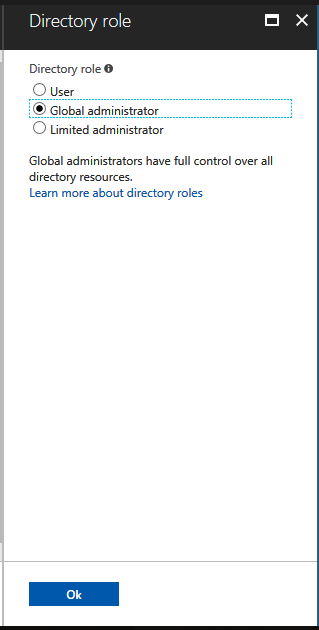 Directory role
Directory role
User
Global administrator
Limited administrator
Global administrators have full control over all
directory resources.
Learn more about directory roles
Ok